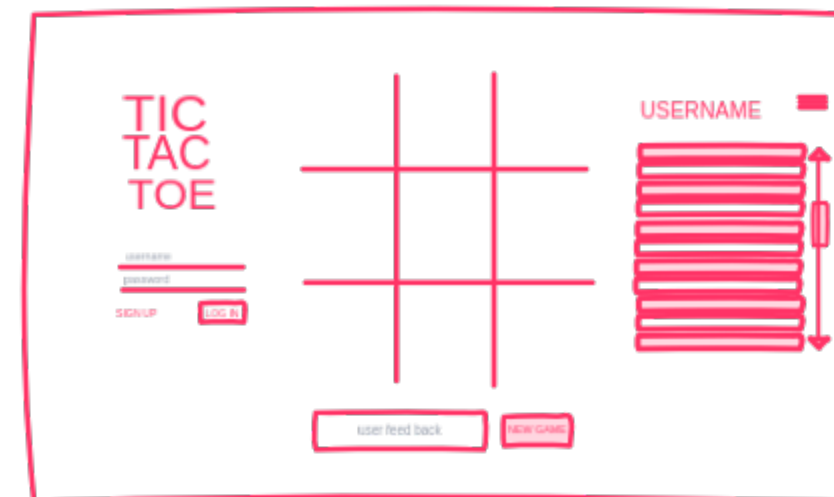 TIC
TAC
TOE
username
password
SIGN UP
LOG IN
user feed back
NEW GAME
USERNAME